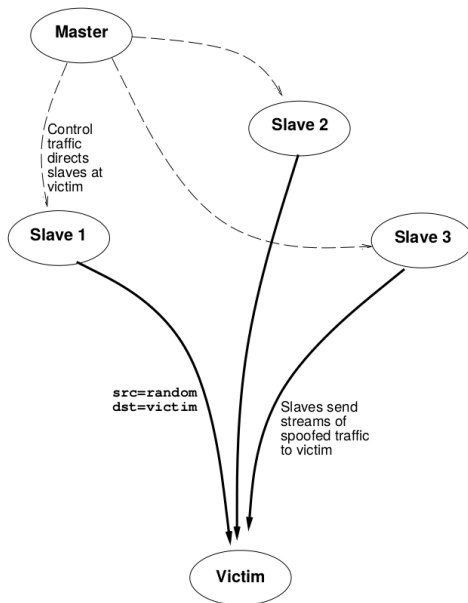 Master
Slave 2
Control
traffic
directs
slaves at
victim
Slave 1
Slave 3
src=random
dst=victim
Slaves send
streams of
spoofed traffic
to victim
Victim